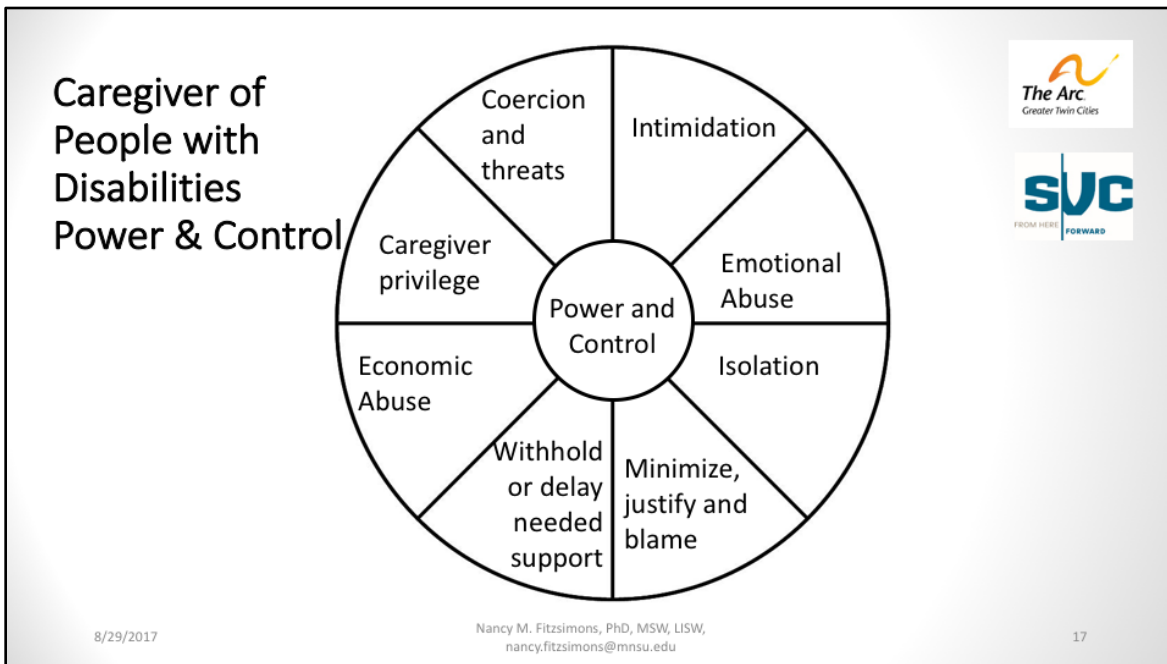 Caregiver of
People with
Disabilities
Power & Control
Coercion
and
threats
Intimidation
Caregiver
privilege
Emotional
Abuse
Power and
Control
Economic
Abuse
Isolation
Withhold
or delay
needed
support
Minimize,
justify and
blame
The Arc
Greater Twin Cities
SVC
FROM HERE
FORWARD
8/29/2017
Nancy M. Fitzsimons, PhD, MSW, LISW,
nancy.fitzsimons@mnsu.edu
17